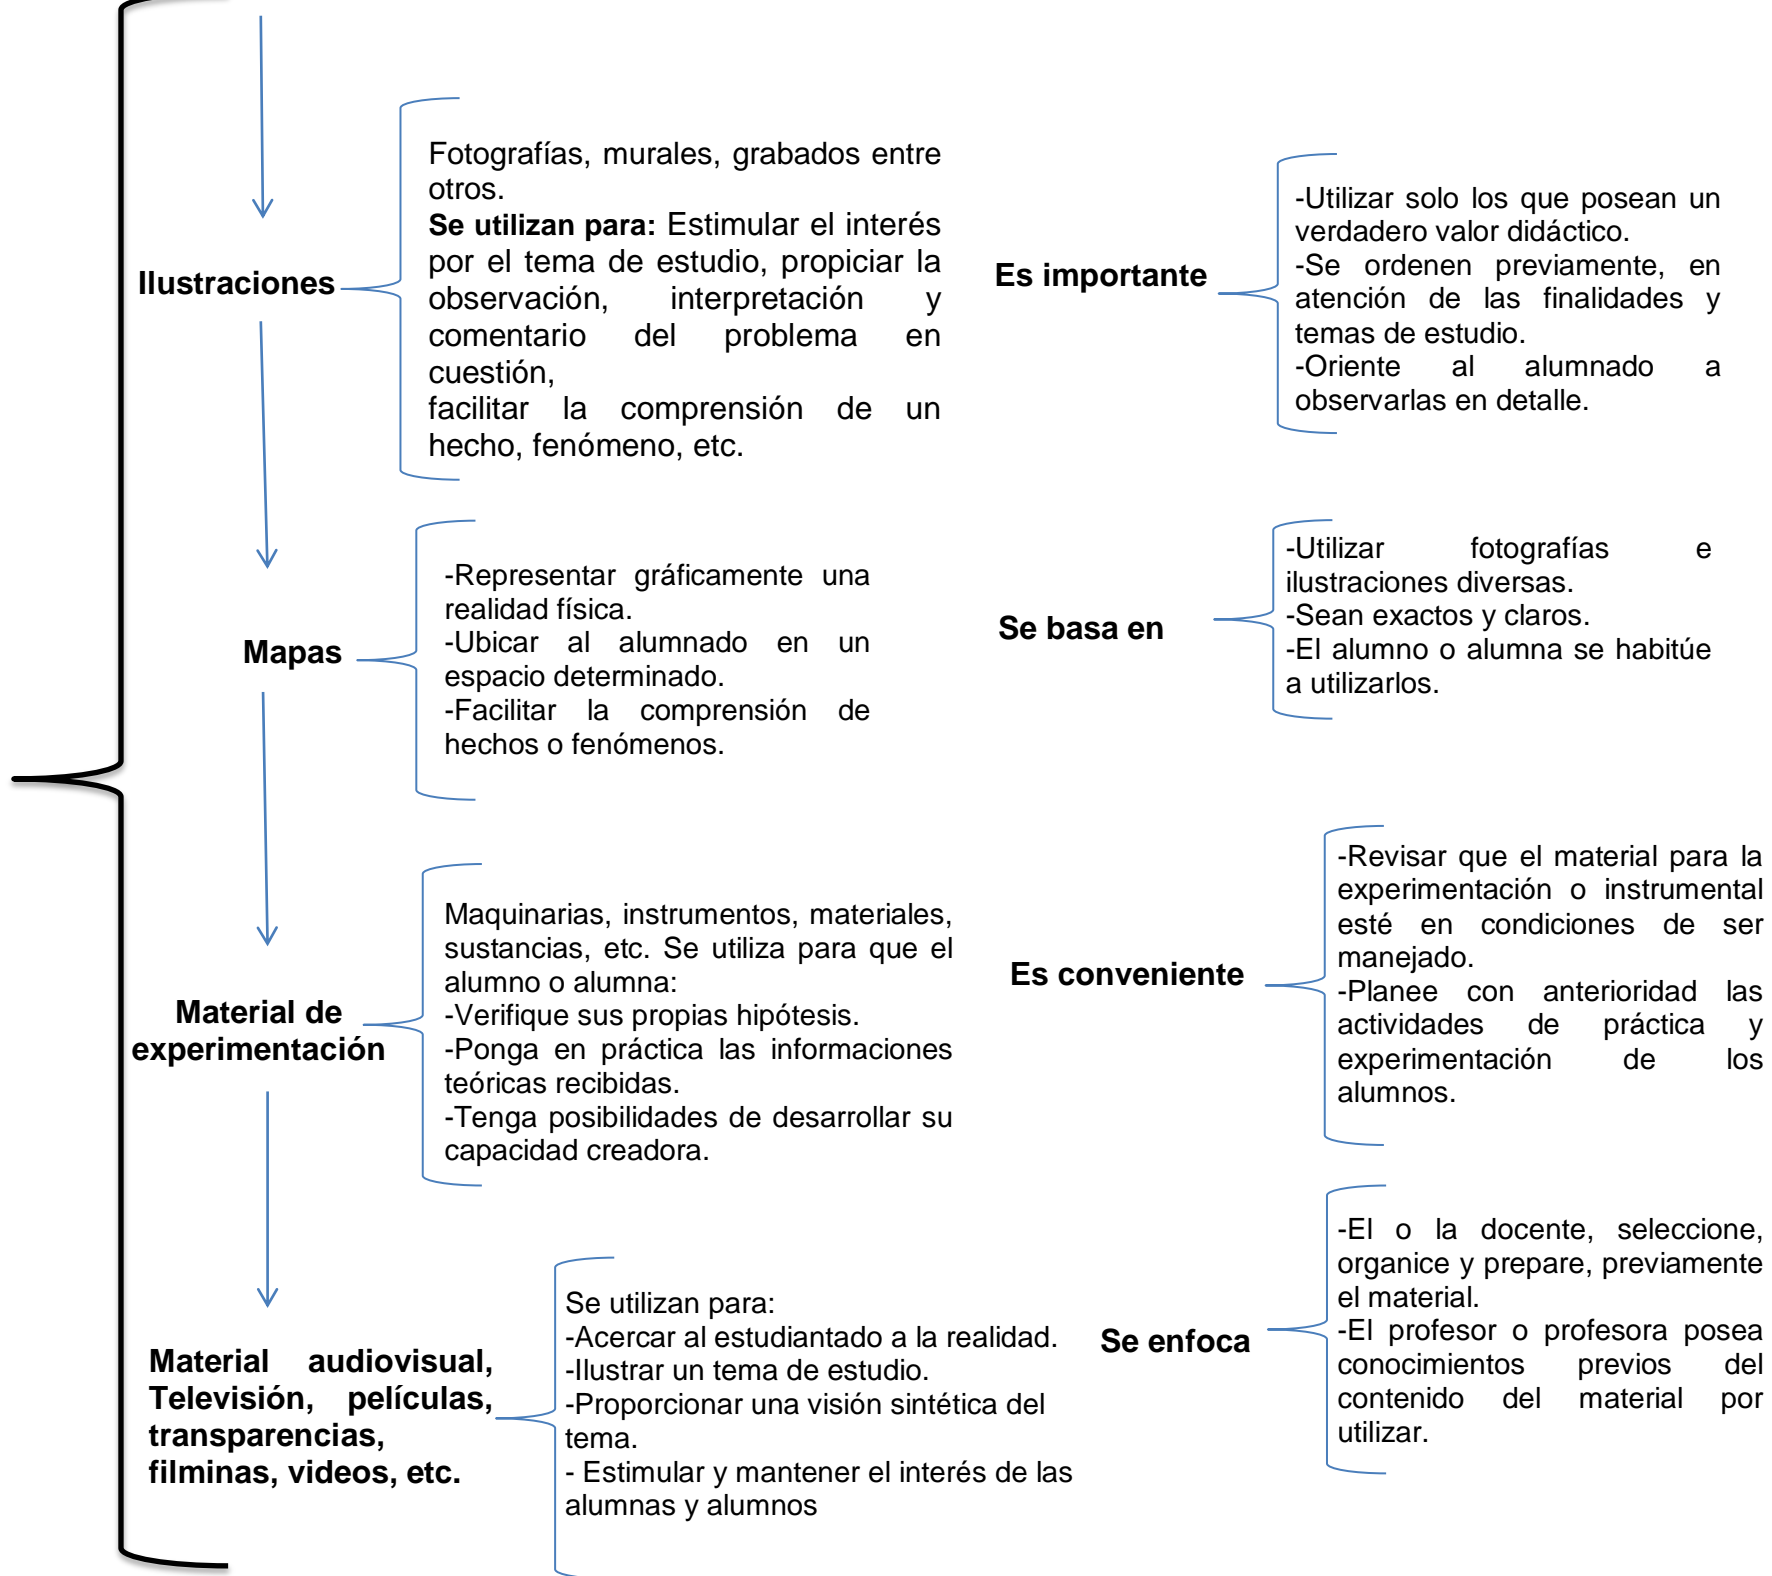 Ilustraciones
Fotografías, murales, grabados entre
otros.
Se utilizan para: Estimular el interés
por el tema de estudio, propiciar la
observación, interpretación y
comentario del problema en
cuestión,
facilitar la comprensión de un
hecho, fenómeno, etc.
Es importante
-Utilizar solo los que posean un
verdadero valor didáctico.
-Se ordenen previamente, en
atención de las finalidades y
temas de estudio.
-Oriente al alumnado a
observarlas en detalle.
Mapas
-Representar gráficamente una
realidad física.
-Ubicar al alumnado en un
espacio determinado.
-Facilitar la comprensión de
hechos o fenómenos.
Se basa en
-Utilizar fotografías e
ilustraciones diversas.
-Sean exactos y claros.
-El alumno o alumna se habitúe
a utilizarlos.
Material de
experimentación
Maquinarias, instrumentos, materiales,
sustancias, etc. Se utiliza para que el
alumno o alumna:
-Verifique sus propias hipótesis.
-Ponga en práctica las informaciones
teóricas recibidas.
-Tenga posibilidades de desarrollar su
capacidad creadora.
Es conveniente
-Revisar que el material para la
experimentación o instrumental
esté en condiciones de ser
manejado.
-Planee con anterioridad las
actividades de práctica y
experimentación de los
alumnos.
Material audiovisual,
Televisión, películas,
transparencias,
filminas, videos, etc.
Se utilizan para:
-Acercar al estudiantado a la realidad.
-Ilustrar un tema de estudio.
-Proporcionar una visión sintética del
tema.
- Estimular y mantener el interés de las
alumnas y alumnos
Se enfoca
-El o la docente, seleccione,
organice y prepare, previamente
el material.
-El profesor o profesora posea
conocimientos previos del
contenido del material por
utilizar.